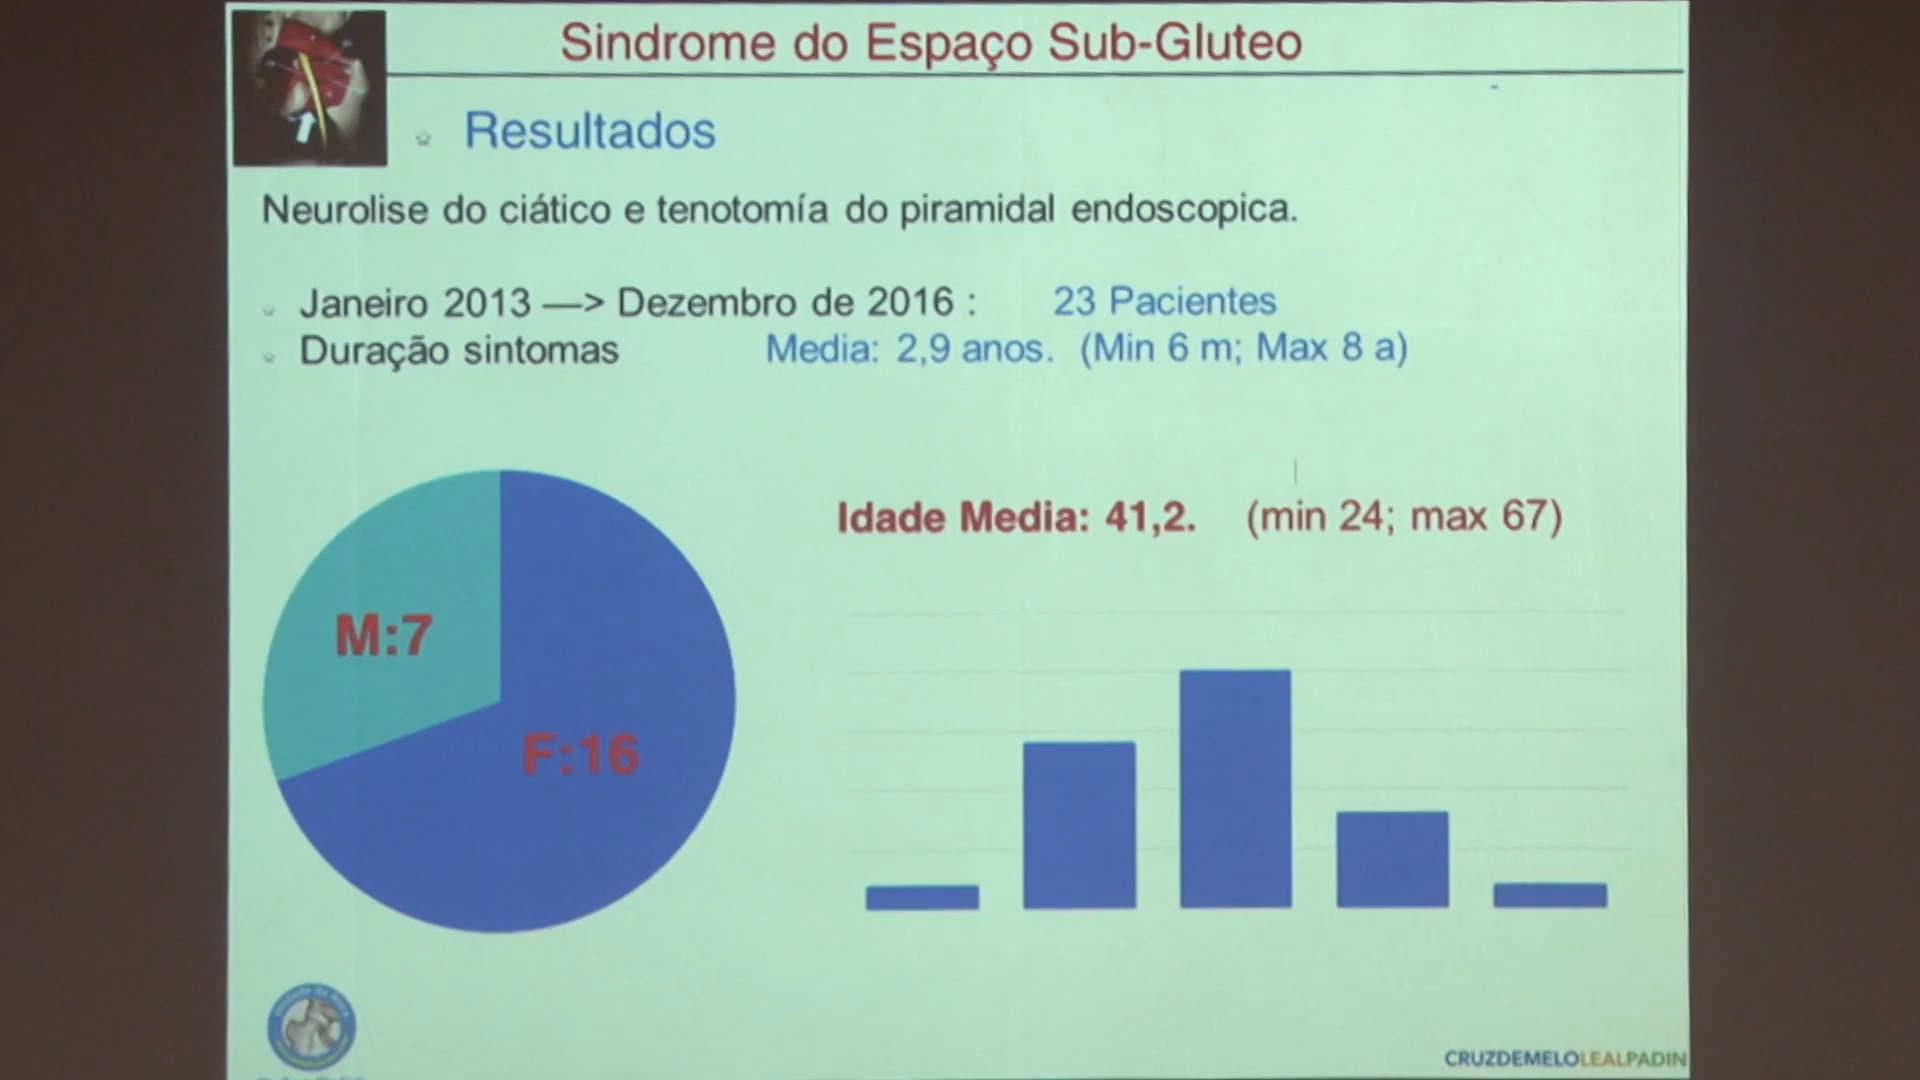 Sindrome do Espaço Sub-Gluteo
Resultados
Neurolise do ciático e tenotomía do piramidal endoscopica.
Janeiro 2013 —> Dezembro de 2016 : 23 Pacientes
Duração sintomas Media: 2,9 anos. (Min 6 m; Max 8 a)
Idade Media: 41,2. (min 24; max 67)
M:7
F:16
CRUZDEMELOLEALPADIN